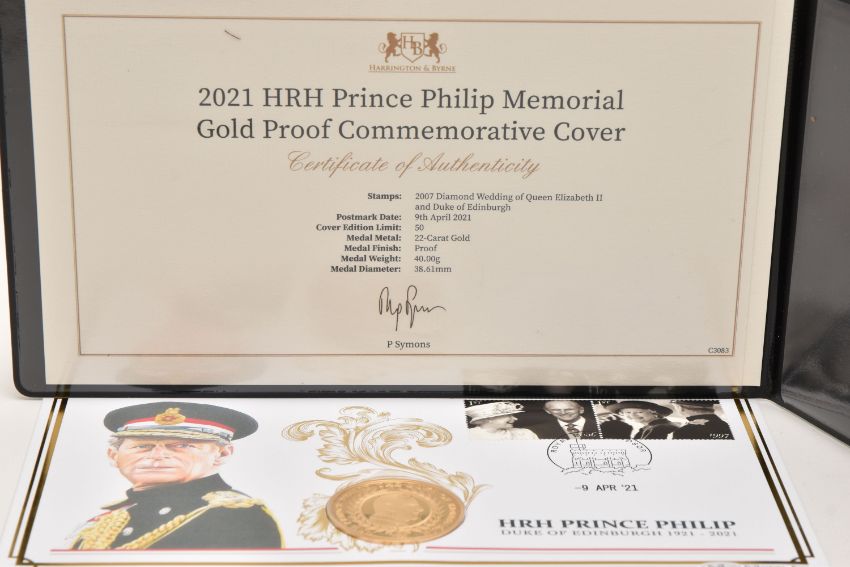 HB
HARRINGTON & BYRNE
2021 HRH Prince Philip Memorial
Gold Proof Commemorative Cover
Certificate of Authenticity
Stamps: 2007 Diamond Wedding of Queen Elizabeth II
and Duke of Edinburgh
Postmark Date: 9th April 2021
Cover Edition Limit: 50
Medal Metal: 22-Carat Gold
Medal Finish: Proof
Medal Weight: 40.00g
Medal Diameter: 38.61mm
P Symons
C3083
1997
-9 APR '21
HRH PRINCE PHILIP
DUKE OF EDINBURGH 1921 - 2021